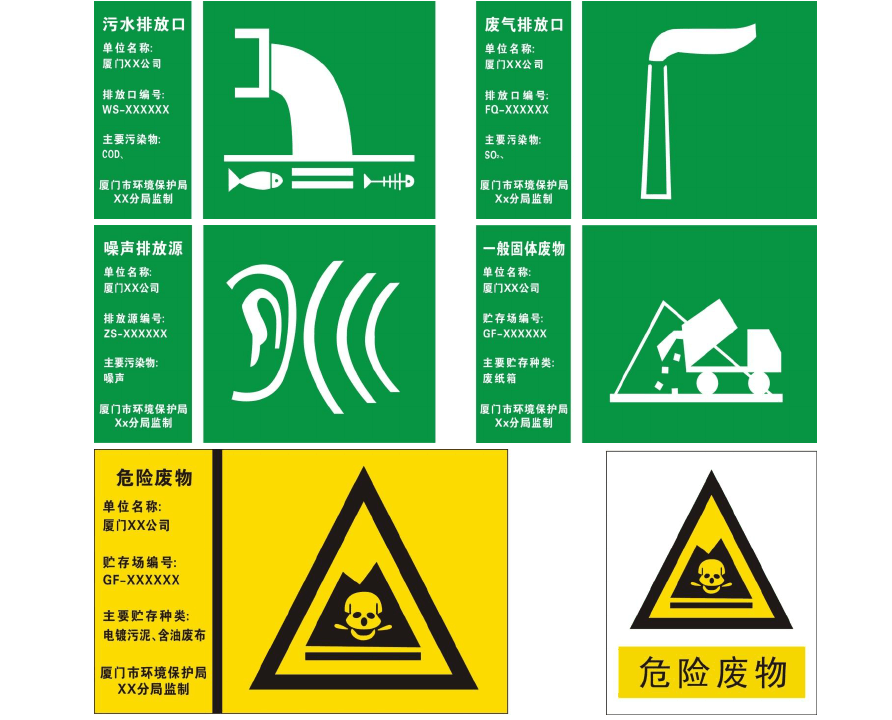 污水排放口
单位名称:
厦门XX公司
排放口编号:
WS-XXXXXX
主要污染物:
COD、
厦门市环境保护局
XX分局监制
废气排放口
单位名称:
厦门XX公司
排放口编号:
FQ-XXXXXX
主要污染物:
SO₂、
厦门市环境保护局
Xx分局监制
噪声排放源
单位名称:
厦门XX公司
排放源编号:
ZS-XXXXXX
主要污染物:
噪声
厦门市环境保护局
Xx分局监制
一般固体废物
单位名称:
厦门XX公司
贮存场编号:
GF-XXXXXX
主要贮存种类:
废纸箱
厦门市环境保护局
Xx分局监制
危险废物
单位名称:
厦门XX公司
贮存场编号:
GF-XXXXXX
主要贮存种类:
电镀污泥、含油废布
厦门市环境保护局
XX分局监制
危险废物